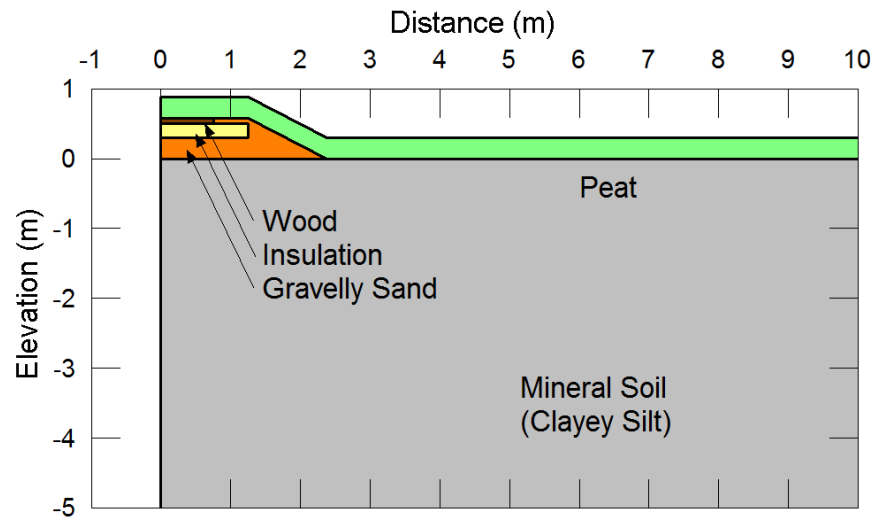 Distance (m)
-1 0 1 2 3 4 5 6 7 8 9 10
1
0
-1
-2
-3
-4
-5
Elevation (m)
Peat
Wood
Insulation
Gravelly Sand
Mineral Soil
(Clayey Silt)